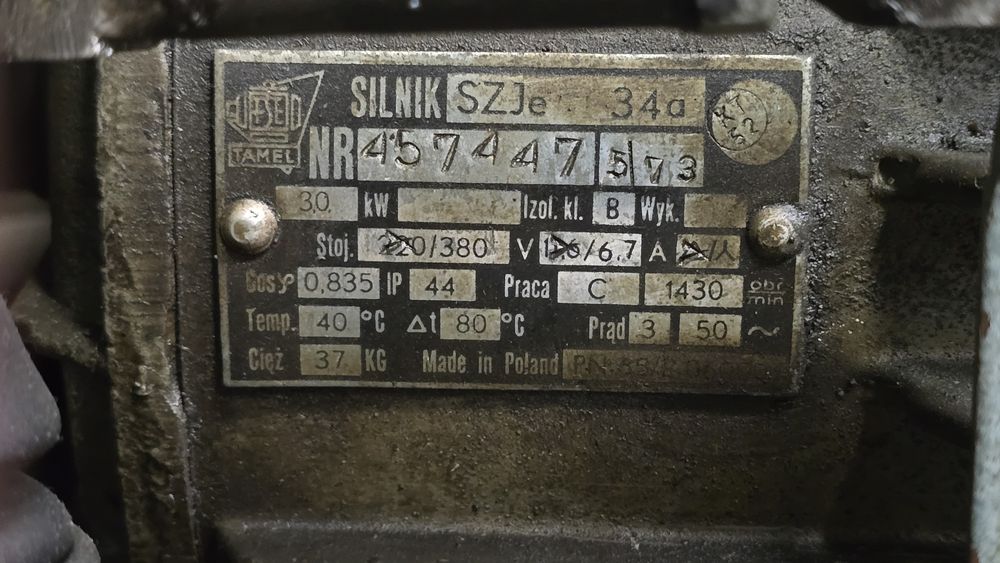 TAMEL
SILNIK SZJe 34a
NR 457447 5/73
3,0 kW Izol. kl. B Wyk.
Stoj. 220/380 V 11,6/6,7 A
Cos φ 0,835 IP 44 Praca C 1430 obr/min
Temp. 40 °C Δt 80 °C Prąd 3 50 ~
Cięż 37 KG Made in Poland